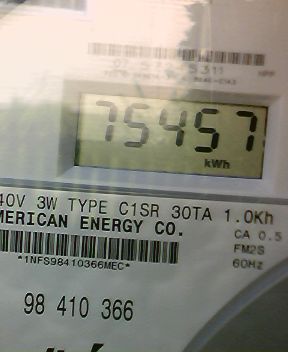 75457
kWh
40V 3W TYPE C1SR 30TA 1.0Kh
MERICAN ENERGY CO.
CA 0.5
FM2S
60Hz
*1NFS98410366MEC*
98 410 366